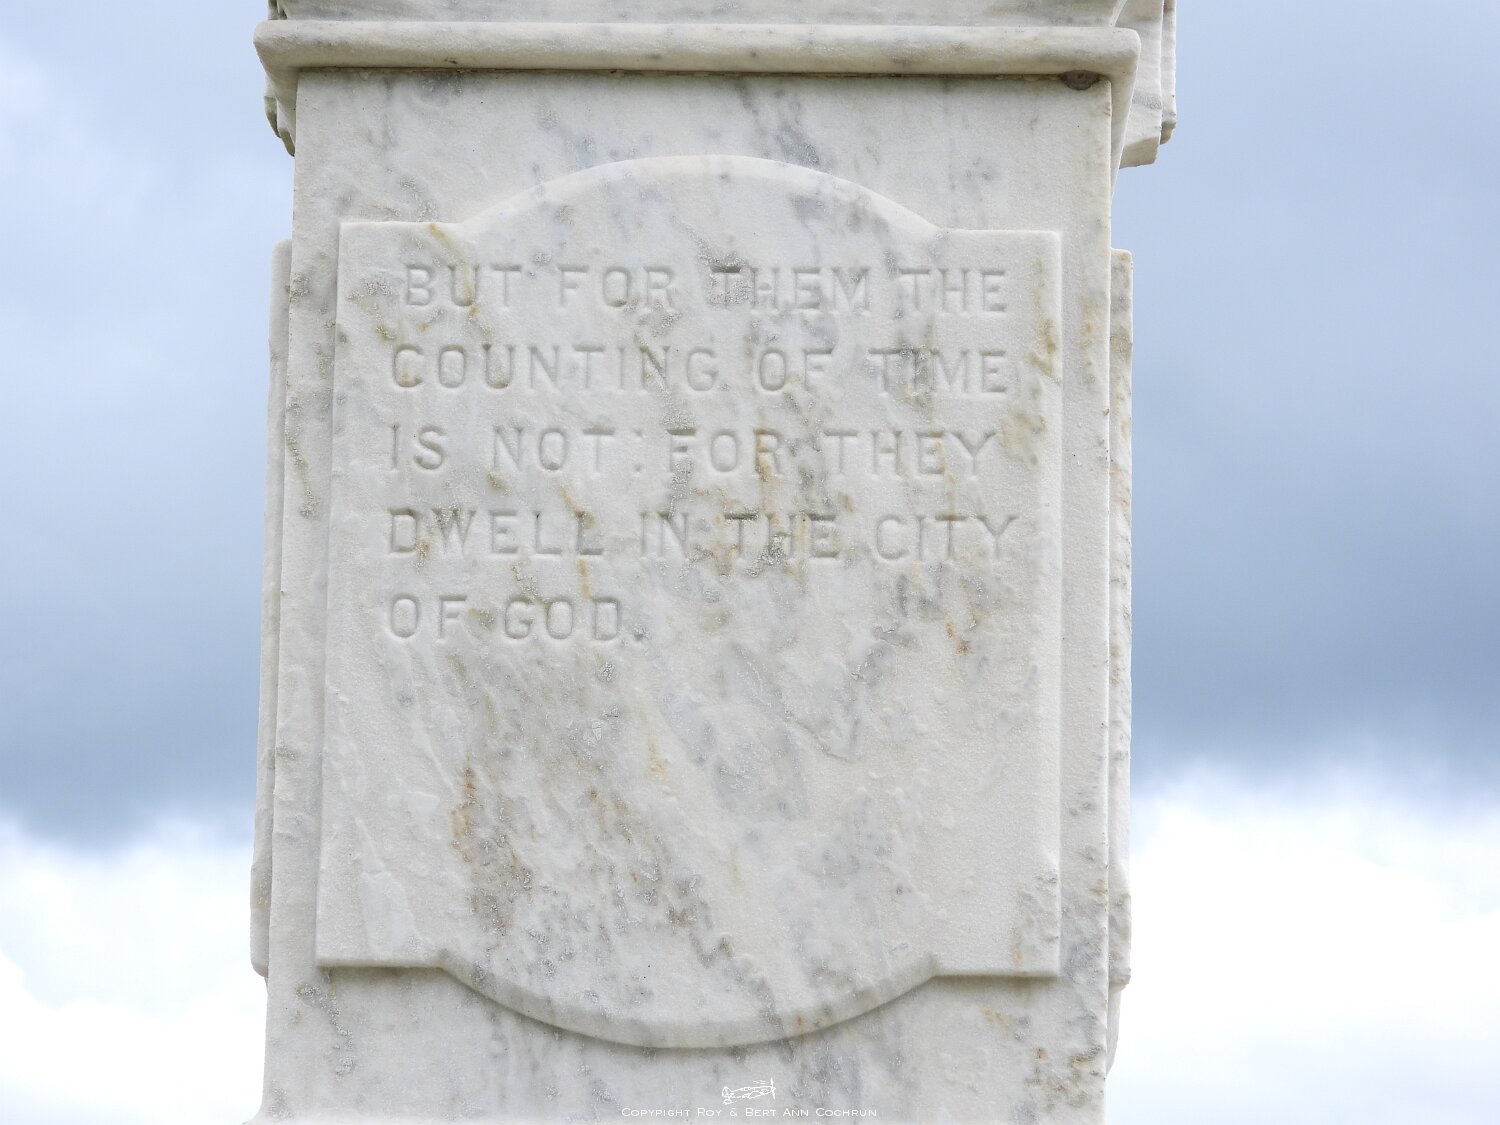 BUT FOR THEM THE
COUNTING OF TIME
IS NOT: FOR THEY
DWELL IN THE CITY
OF GOD.
Copyright Roy & Bert Ann Cochrun